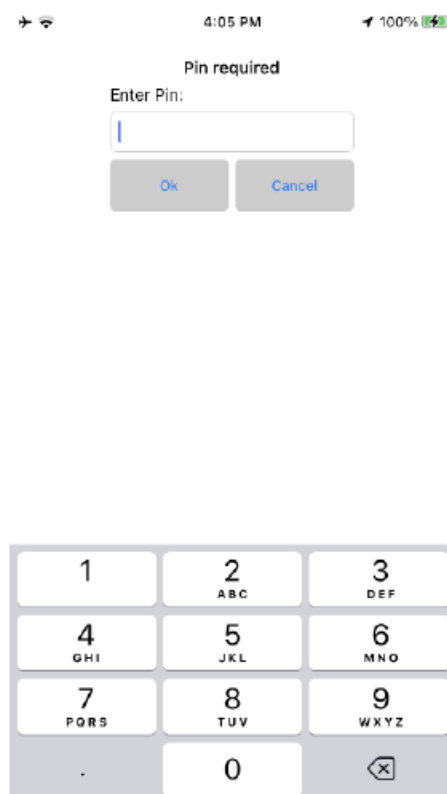 4:05 PM
100%
Pin required
Enter Pin:
Ok Cancel
1 2 3
ABC DEF
4 5 6
GHI JKL MNO
7 8 9
PQRS TUV WXYZ
. 0